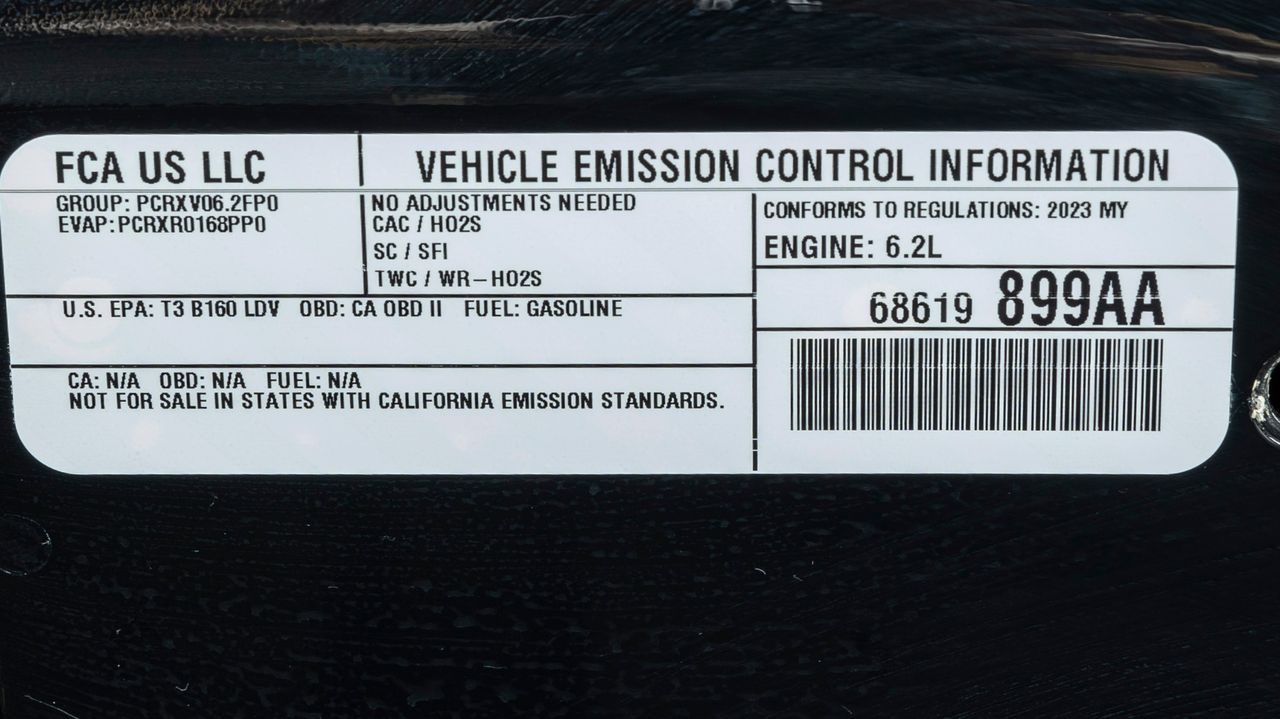 FCA US LLC
VEHICLE EMISSION CONTROL INFORMATION
GROUP: PCRXV06.2FP0
EVAP: PCRXR0168PP0
NO ADJUSTMENTS NEEDED
CAC / HO2S
SC / SFI
TWC / WR-HO2S
CONFORMS TO REGULATIONS: 2023 MY
ENGINE: 6.2L
68619 899AA
U.S. EPA: T3 B160 LDV OBD: CA OBD II FUEL: GASOLINE
CA: N/A OBD: N/A FUEL: N/A
NOT FOR SALE IN STATES WITH CALIFORNIA EMISSION STANDARDS.